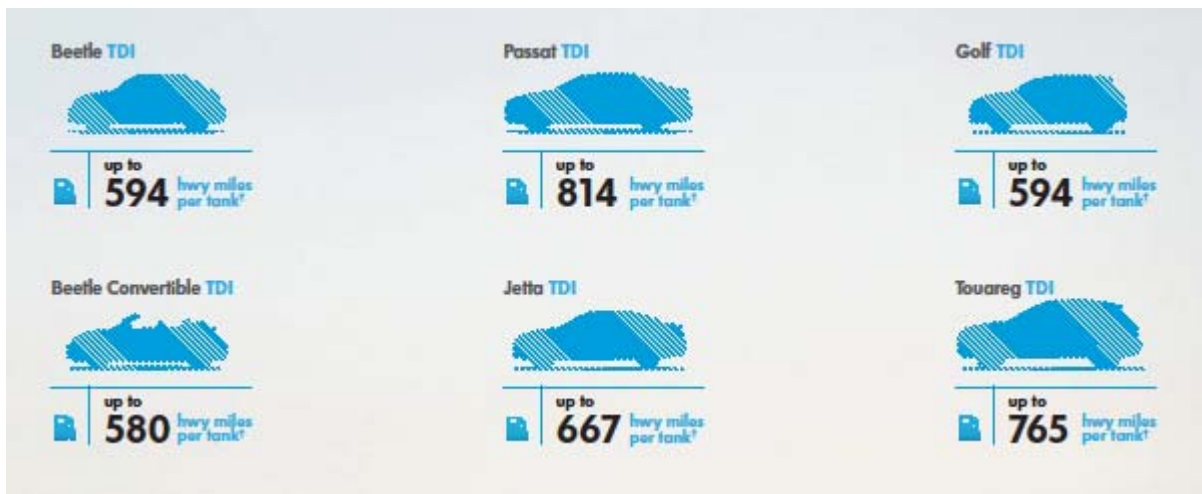 Beetle TDI
up to
594 hwy miles
per tank†
Passat TDI
up to
814 hwy miles
per tank†
Golf TDI
up to
594 hwy miles
per tank†
Beetle Convertible TDI
up to
580 hwy miles
per tank†
Jetta TDI
up to
667 hwy miles
per tank†
Touareg TDI
up to
765 hwy miles
per tank†